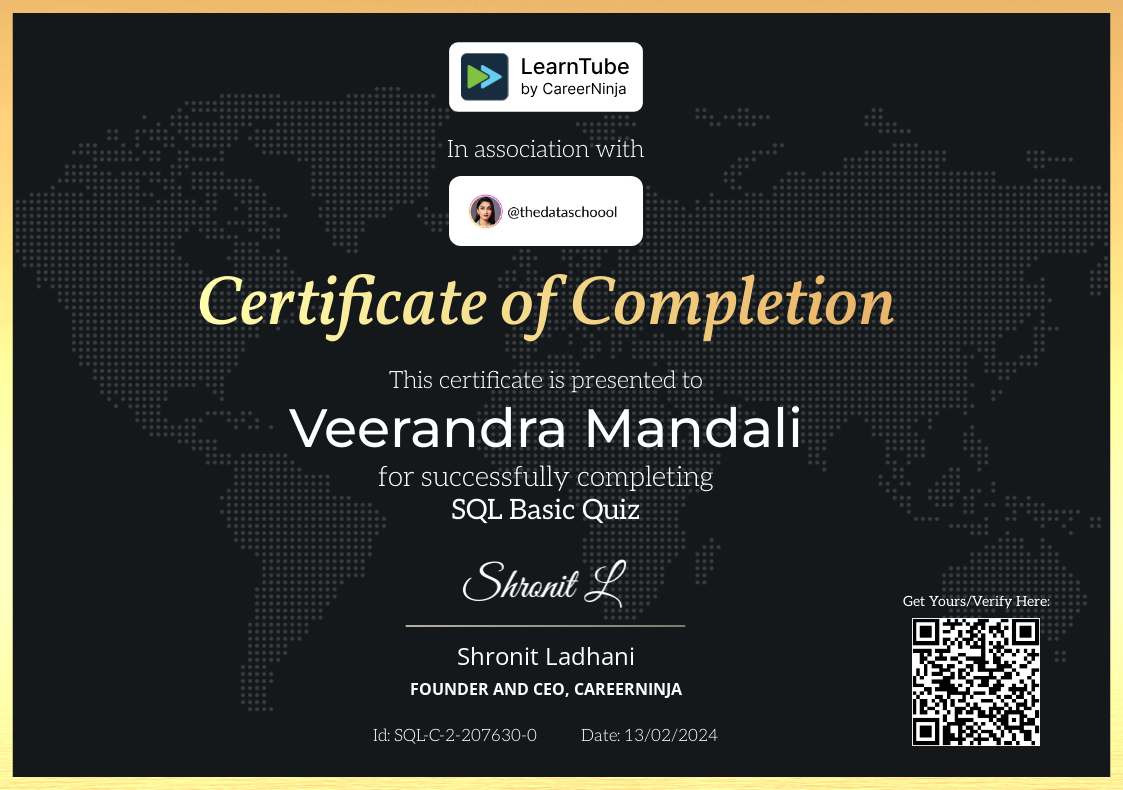 LearnTube
by CareerNinja
In association with
@thedataschoool
Certificate of Completion
This certificate is presented to
Veerandra Mandali
for successfully completing
SQL Basic Quiz
Shronit L
Shronit Ladhani
FOUNDER AND CEO, CAREERNINJA
Get Yours/Verify Here:
Id: SQL-C-2-207630-0 Date: 13/02/2024